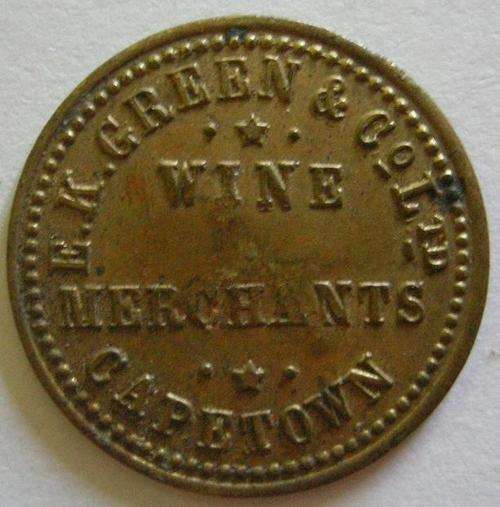 E.K. GREEN & Co LTD
WINE
MERCHANTS
CAPETOWN